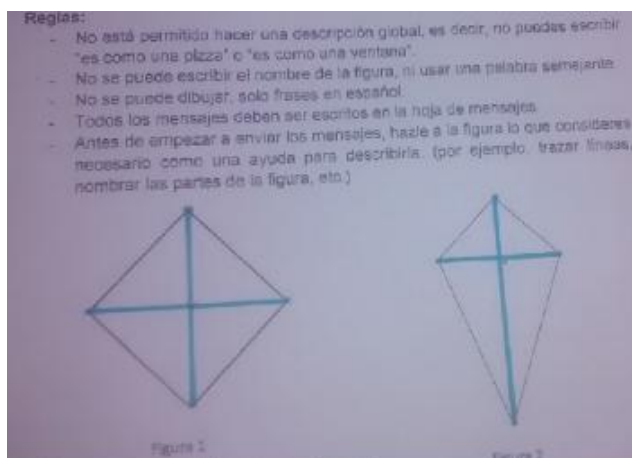 Reglas:
- No está permitido hacer una descripción global, es decir, no puedes escribir
"es como una pizza" o "es como una ventana".
- No se puede escribir el nombre de la figura, ni usar una palabra semejante.
- No se puede dibujar, solo frases en español.
- Todos los mensajes deben ser escritos en la hoja de mensajes.
- Antes de empezar a enviar los mensajes, hazle a la figura lo que consideres
necesario como una ayuda para describirla. (por ejemplo, trazar líneas,
nombrar las partes de la figura, etc.)
Figura 1
Figura 2